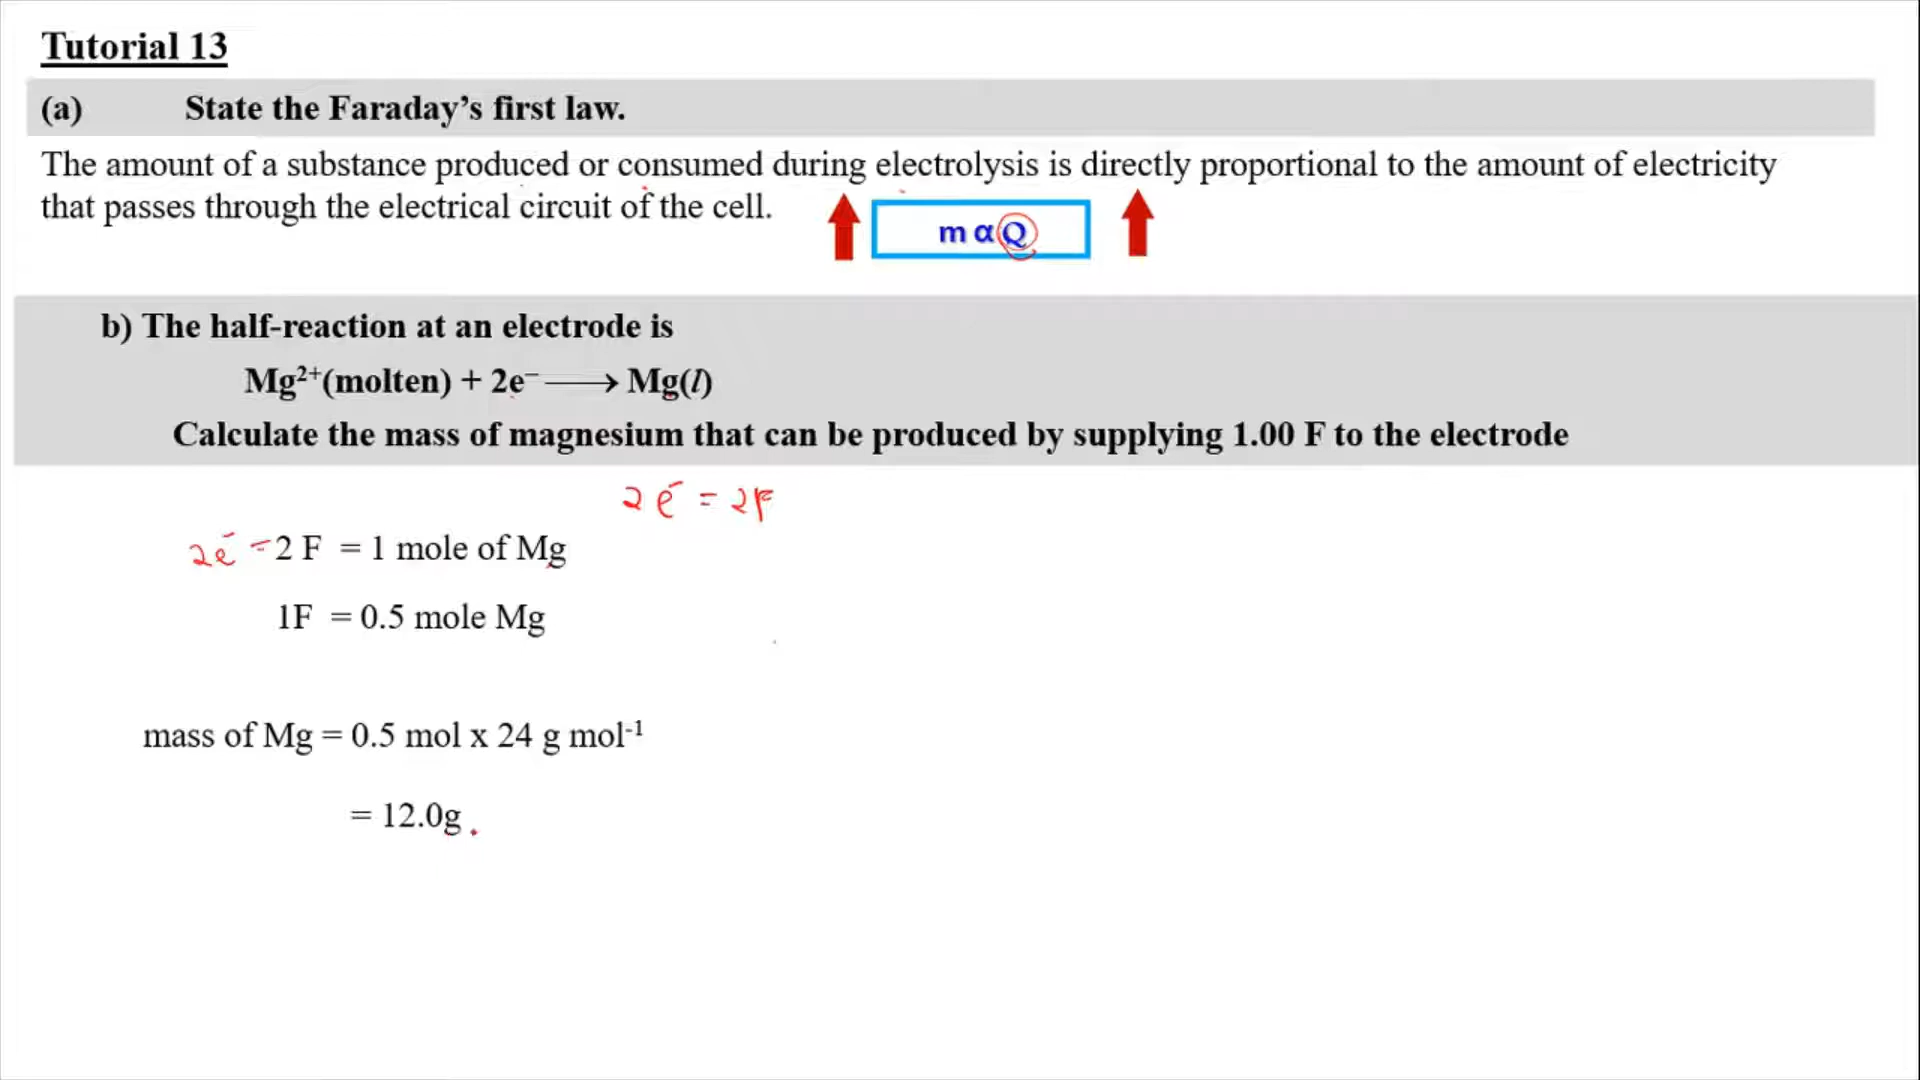 Tutorial 13
(a) State the Faraday’s first law.
The amount of a substance produced or consumed during electrolysis is directly proportional to the amount of electricity
that passes through the electrical circuit of the cell.
m α Q
b) The half-reaction at an electrode is
Mg²⁺(molten) + 2e⁻ ⟶ Mg(l)
Calculate the mass of magnesium that can be produced by supplying 1.00 F to the electrode
2e⁻ = 2F
2e⁻ = 2 F = 1 mole of Mg
1F = 0.5 mole Mg
mass of Mg = 0.5 mol x 24 g mol⁻¹
= 12.0g